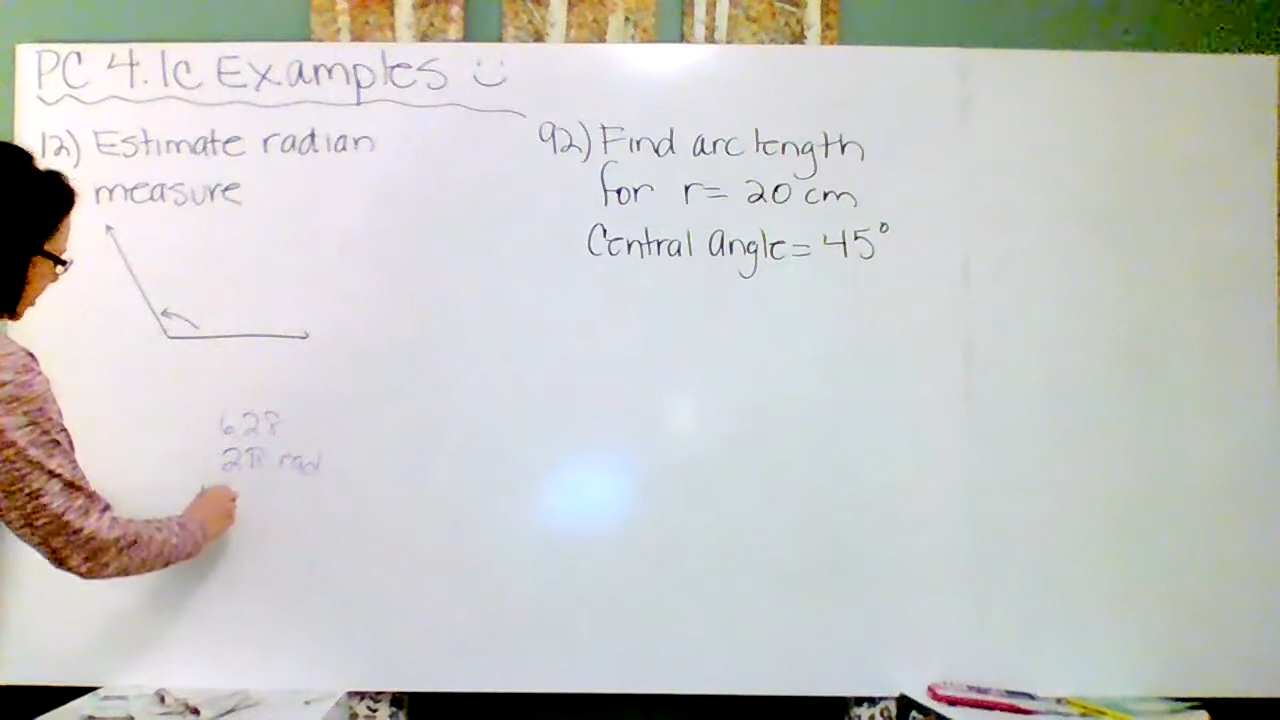 PC 4.1c Examples
12) Estimate radian
measure
6.28
2π rad
92) Find arc length
for r= 20 cm
Central angle = 45°